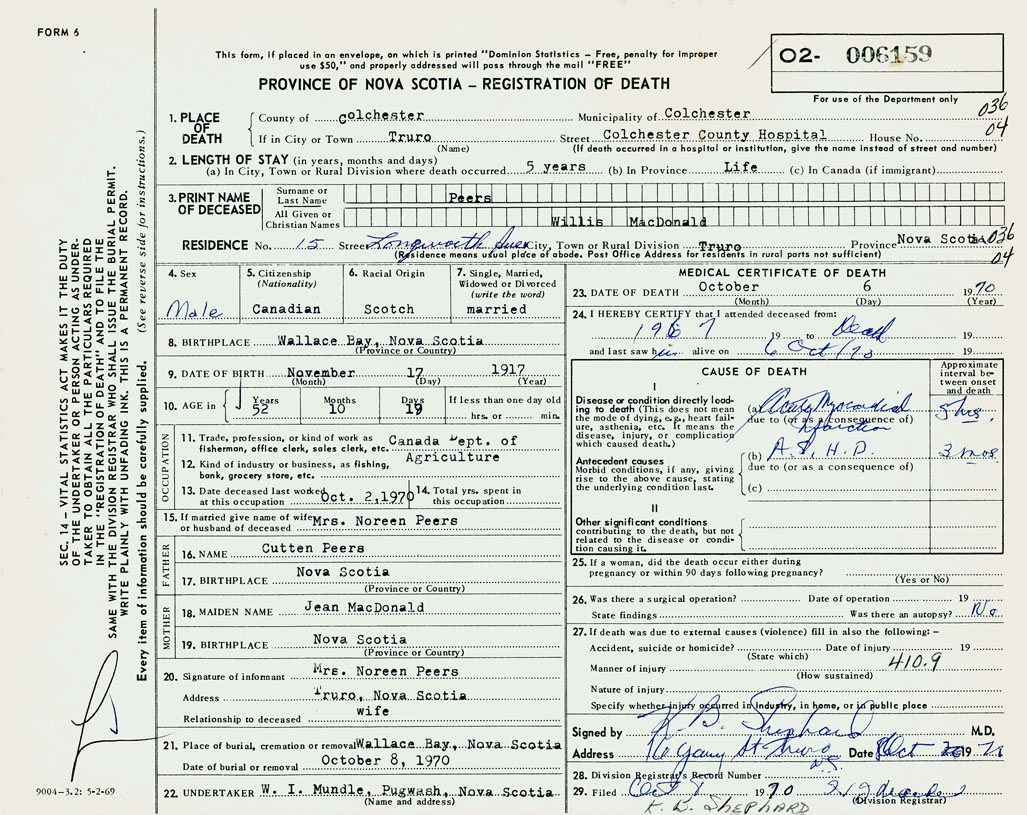 FORM 6
This form, if placed in an envelope, on which is printed "Dominion Statistics – Free, penalty for improper
use $50," and properly addressed will pass through the mail "FREE"
PROVINCE OF NOVA SCOTIA – REGISTRATION OF DEATH
O2- 006159
For use of the Department only
036
04
1. PLACE OF DEATH
County of Colchester Municipality of Colchester
If in City or Town Truro Street Colchester County Hospital House No.
(Name) (If death occurred in a hospital or institution, give the name instead of street and number)
2. LENGTH OF STAY (in years, months and days)
(a) In City, Town or Rural Division where death occurred 5 years (b) In Province Life (c) In Canada (if immigrant)
3. PRINT NAME OF DECEASED
Surname or Last Name Peers
All Given or Christian Names Willis MacDonald
RESIDENCE No. 15 Street Longworth Ave City, Town or Rural Division Truro Province Nova Scotia 036
(Residence means usual place of abode. Post Office Address for residents in rural parts not sufficient) 04
4. Sex
Male
5. Citizenship
(Nationality)
Canadian
6. Racial Origin
Scotch
7. Single, Married,
Widowed or Divorced
(write the word)
married
8. BIRTHPLACE Wallace Bay, Nova Scotia
(Province or Country)
9. DATE OF BIRTH November 17 1917
(Month) (Day) (Year)
10. AGE in Years Months Days If less than one day old
52 10 19 hrs. or min.
OCCUPATION
11. Trade, profession, or kind of work as
fisherman, office clerk, sales clerk, etc. Canada Dept. of
Agriculture
12. Kind of industry or business, as fishing,
bank, grocery store, etc.
13. Date deceased last worked
at this occupation Oct. 2,1970
14. Total yrs. spent in
this occupation
15. If married give name of wife
or husband of deceased Mrs. Noreen Peers
FATHER
16. NAME Cutten Peers
17. BIRTHPLACE Nova Scotia
(Province or Country)
MOTHER
18. MAIDEN NAME Jean MacDonald
19. BIRTHPLACE Nova Scotia
(Province or Country)
20. Signature of informant Mrs. Noreen Peers
Address Truro, Nova Scotia
Relationship to deceased wife
21. Place of burial, cremation or removal Wallace Bay, Nova Scotia
Date of burial or removal October 8, 1970
22. UNDERTAKER W. I. Mundle, Pugwash, Nova Scotia
(Name and address)
MEDICAL CERTIFICATE OF DEATH
23. DATE OF DEATH October 6 1970
(Month) (Day) (Year)
24. I HEREBY CERTIFY that I attended deceased from:
1967 19 to Death 19
and last saw him alive on 6 Oct/70 19
CAUSE OF DEATH
Approximate
interval be-
tween onset
and death
I
Disease or condition directly lead-
ing to death (This does not mean
the mode of dying, e.g., heart fail-
ure, asthenia, etc. It means the
disease, injury, or complication
which caused death.)
(a) Acute Myocardial
due to (or as a consequence of)
Infarction
5 hrs.
(b) A.S.H.D. 3 mos
due to (or as a consequence of)
(c)
Antecedent causes
Morbid conditions, if any, giving
rise to the above cause, stating
the underlying condition last.
II
Other significant conditions
contributing to the death, but not
related to the disease or condi-
tion causing it.
25. If a woman, did the death occur either during
pregnancy or within 90 days following pregnancy?
(Yes or No)
26. Was there a surgical operation? Date of operation 19
State findings Was there an autopsy? No
27. If death was due to external causes (violence) fill in also the following: –
Accident, suicide or homicide? Date of injury 19
(State which) 410.9
Manner of injury
(How sustained)
Nature of injury
Specify whether injury occurred in industry, in home, or in public place
Signed by K. B. Shephard M.D.
Address Truro Date Oct 19
N.S.
28. Division Registrar's Record Number
29. Filed Oct 1970
(Division Registrar)
K. B. SHEPHARD
SEC. 14 – VITAL STATISTICS ACT MAKES IT THE DUTY
OF THE UNDERTAKER OR PERSON ACTING AS UNDER-
TAKER TO OBTAIN ALL THE PARTICULARS REQUIRED
IN THE "REGISTRATION OF DEATH" AND TO FILE THE
SAME WITH THE DIVISION REGISTRAR WHO SHALL ISSUE THE BURIAL PERMIT.
WRITE PLAINLY WITH UNFADING INK. THIS IS A PERMANENT RECORD.
Every item of information should be carefully supplied. (See reverse side for instructions.)
9004-3.2: 5-2-69